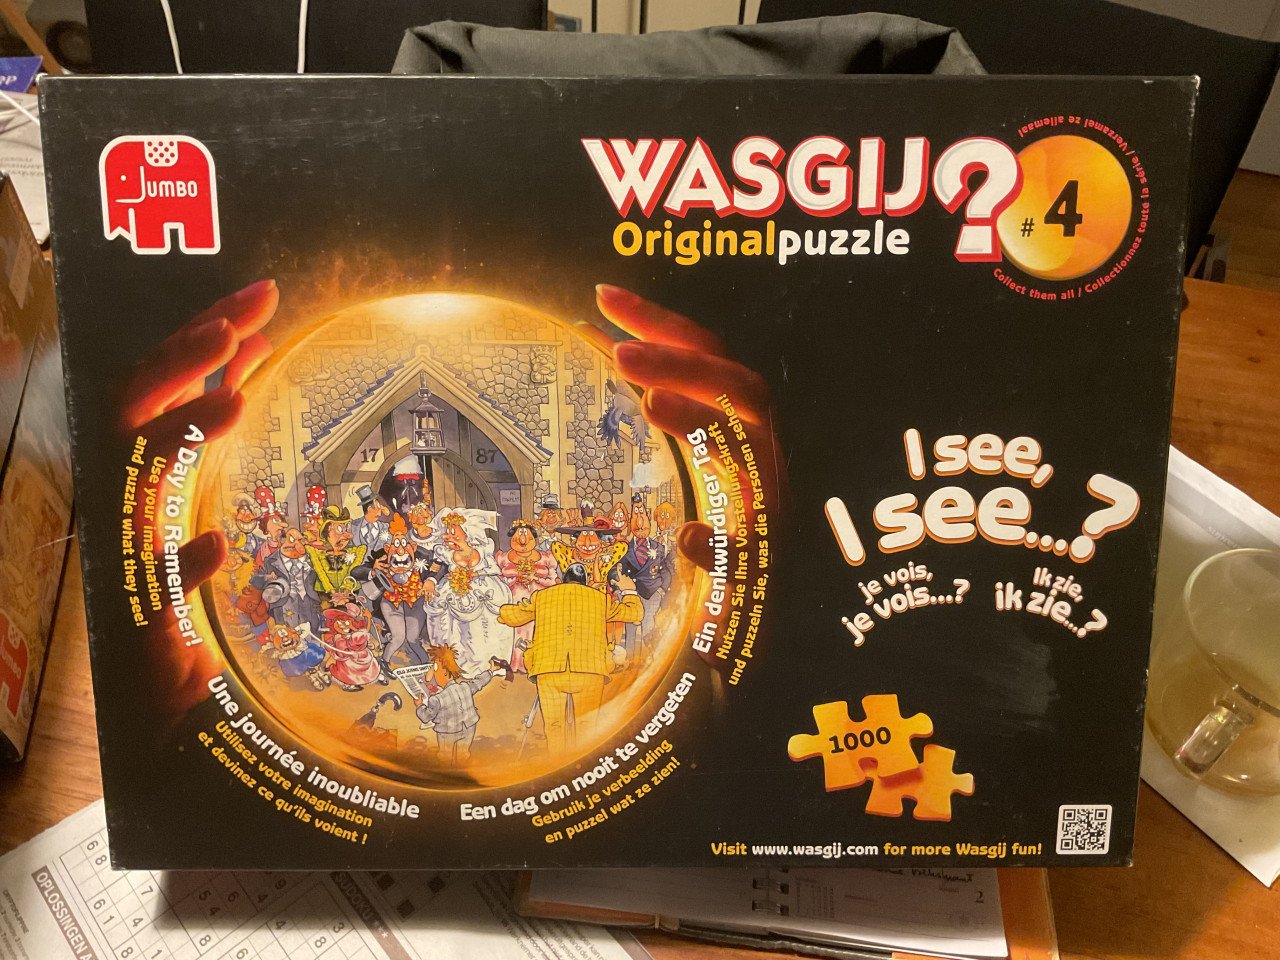 JUMBO
WASGIJ?
Originalpuzzle
#4
Collect them all / Collectionnez toute la série / Verzamel ze allemaal
17 87
A Day to Remember!
Use your imagination
and puzzle what they see!
Ein denkwürdiger Tag
Nutzen Sie Ihre Vorstellungskraft
und puzzeln Sie, was die Personen sehen!
Une journée inoubliable
Utilisez votre imagination
et devinez ce qu'ils voient !
Een dag om nooit te vergeten
Gebruik je verbeelding
en puzzel wat ze zien!
I see,
I see...?
je vois,
je vois...?
Ik zie,
ik zie...?
1000
Visit www.wasgij.com for more Wasgij fun!
OPLOSSINGEN
SUDOKU
2